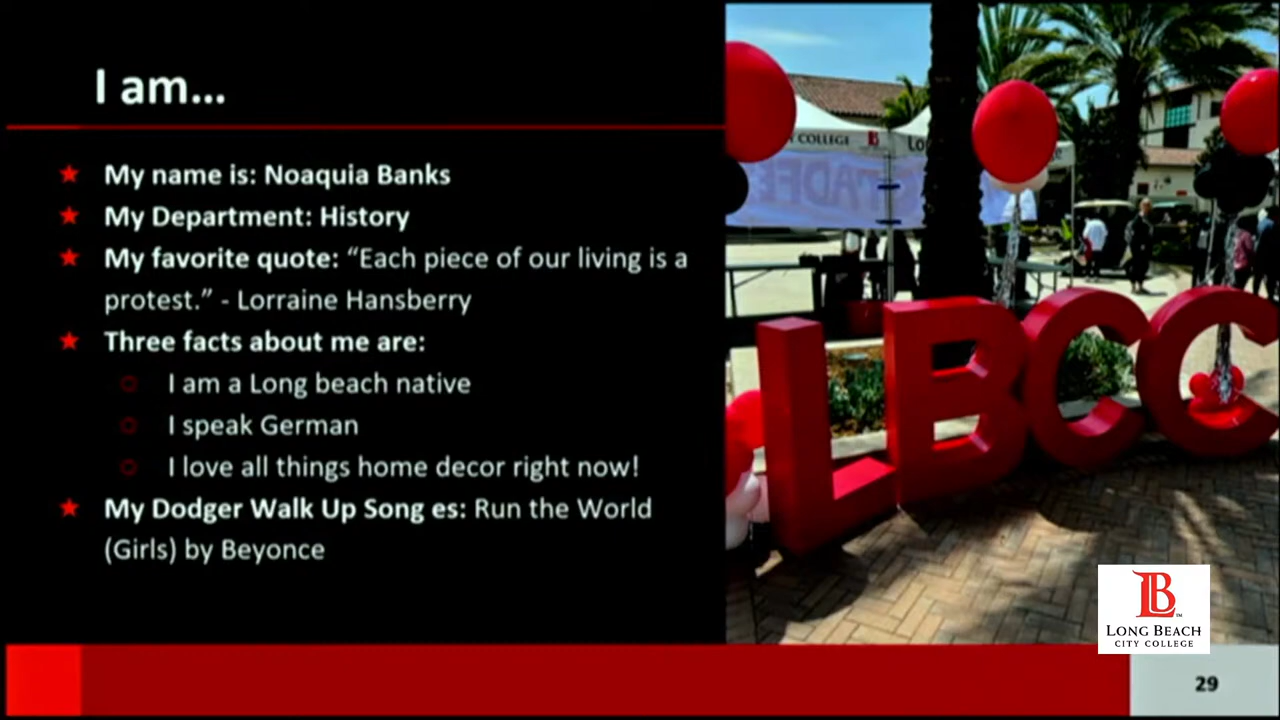 I am...
My name is: Noaquia Banks
My Department: History
My favorite quote: “Each piece of our living is a
protest.” - Lorraine Hansberry
Three facts about me are:
I am a Long beach native
I speak German
I love all things home decor right now!
My Dodger Walk Up Song es: Run the World
(Girls) by Beyonce
Y COLLEGE
LBCC
LB
LONG BEACH
CITY COLLEGE
29